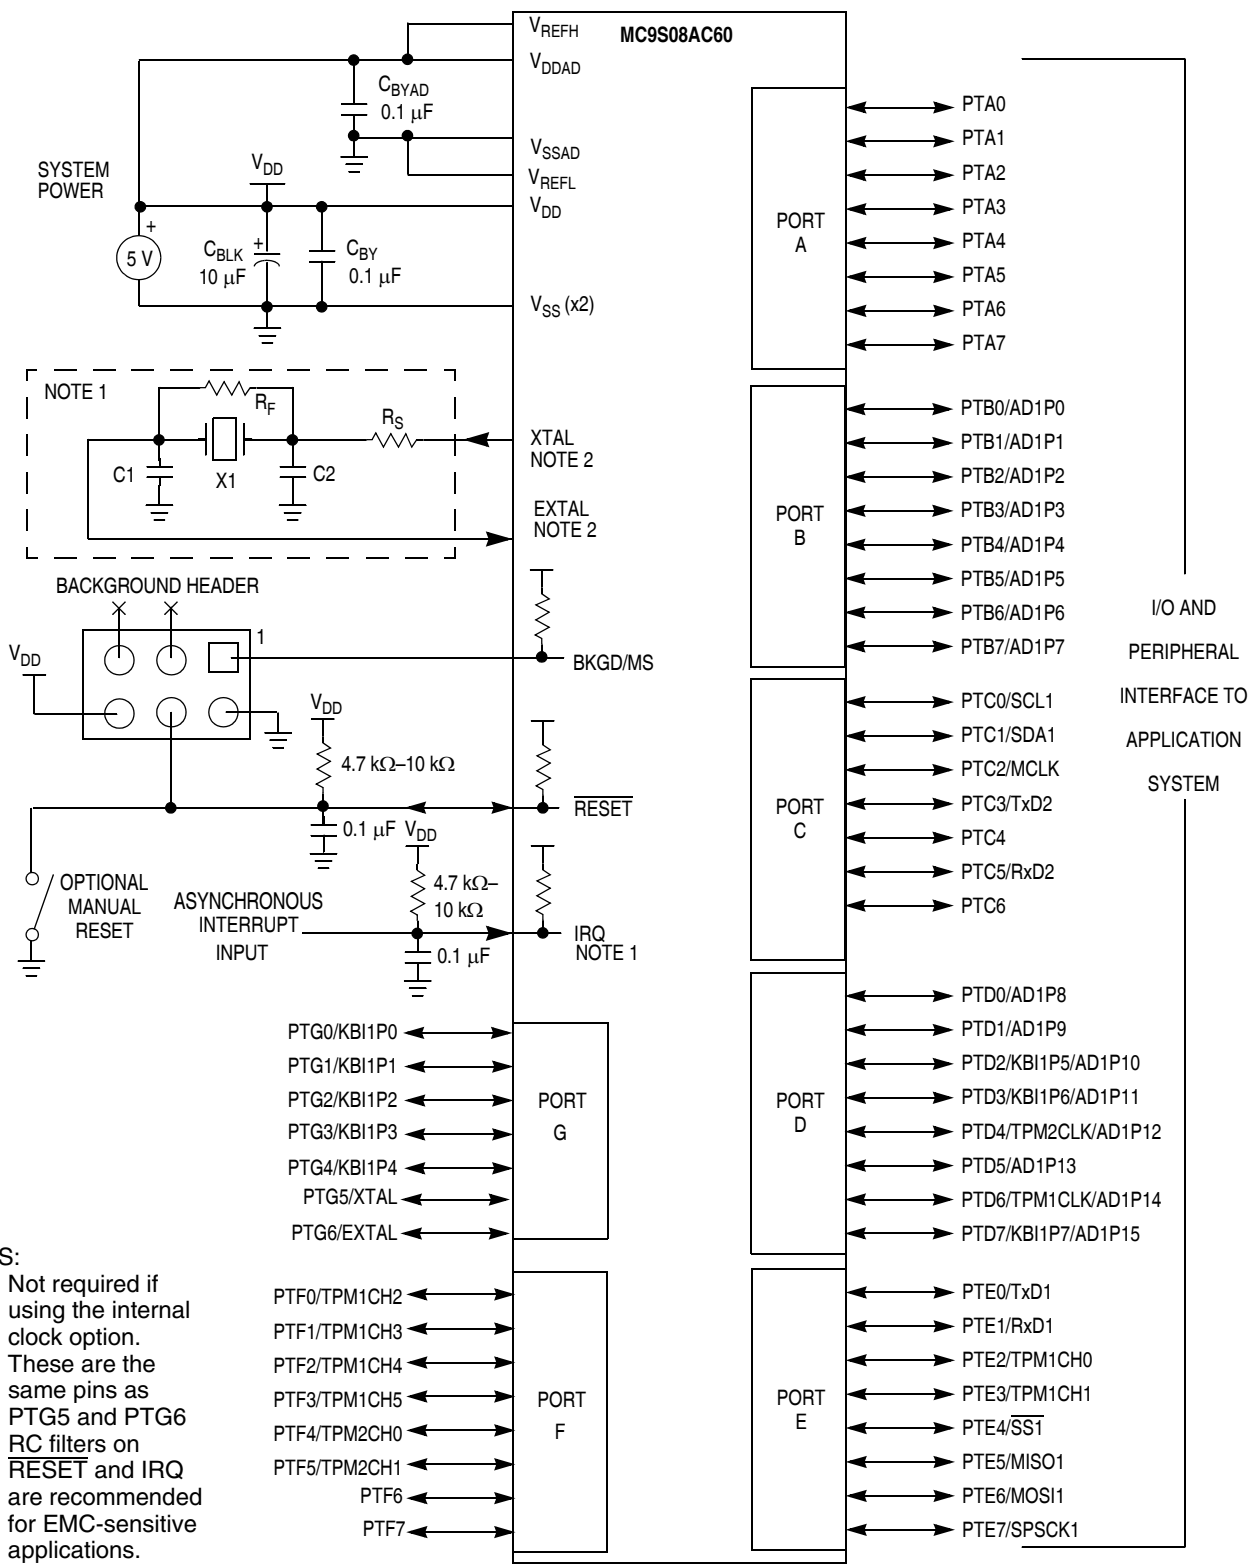 MC9S08AC60
VREFH
VDDAD
CBYAD
0.1 μF
VSSAD
VREFL
SYSTEM
POWER
VDD
VDD
+
5 V
CBLK
+
10 μF
CBY
0.1 μF
VSS (x2)
NOTE 1
RF
RS
C1
X1
C2
XTAL
NOTE 2
EXTAL
NOTE 2
BACKGROUND HEADER
1
VDD
BKGD/MS
VDD
4.7 kΩ–10 kΩ
RESET
0.1 μF
VDD
OPTIONAL
MANUAL
RESET
ASYNCHRONOUS
INTERRUPT
INPUT
4.7 kΩ–
10 kΩ
0.1 μF
IRQ
NOTE 1
PTG0/KBI1P0
PTG1/KBI1P1
PTG2/KBI1P2
PTG3/KBI1P3
PTG4/KBI1P4
PTG5/XTAL
PTG6/EXTAL
PORT
G
PTF0/TPM1CH2
PTF1/TPM1CH3
PTF2/TPM1CH4
PTF3/TPM1CH5
PTF4/TPM2CH0
PTF5/TPM2CH1
PTF6
PTF7
PORT
F
S:
Not required if
using the internal
clock option.
These are the
same pins as
PTG5 and PTG6
RC filters on
RESET and IRQ
are recommended
for EMC-sensitive
applications.
PORT
A
PTA0
PTA1
PTA2
PTA3
PTA4
PTA5
PTA6
PTA7
PORT
B
PTB0/AD1P0
PTB1/AD1P1
PTB2/AD1P2
PTB3/AD1P3
PTB4/AD1P4
PTB5/AD1P5
PTB6/AD1P6
PTB7/AD1P7
PORT
C
PTC0/SCL1
PTC1/SDA1
PTC2/MCLK
PTC3/TxD2
PTC4
PTC5/RxD2
PTC6
PORT
D
PTD0/AD1P8
PTD1/AD1P9
PTD2/KBI1P5/AD1P10
PTD3/KBI1P6/AD1P11
PTD4/TPM2CLK/AD1P12
PTD5/AD1P13
PTD6/TPM1CLK/AD1P14
PTD7/KBI1P7/AD1P15
PORT
E
PTE0/TxD1
PTE1/RxD1
PTE2/TPM1CH0
PTE3/TPM1CH1
PTE4/SS1
PTE5/MISO1
PTE6/MOSI1
PTE7/SPSCK1
I/O AND
PERIPHERAL
INTERFACE TO
APPLICATION
SYSTEM